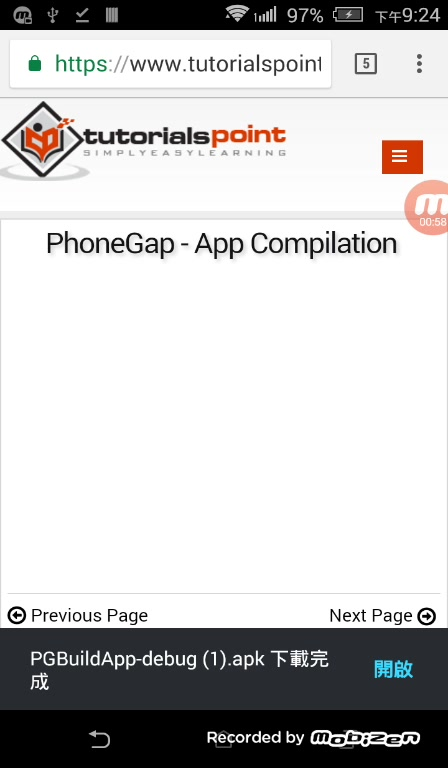 97% 下午9:24
https://www.tutorialspoint
5
tutorialspoint
SIMPLYEASYLEARNING
00:58
PhoneGap - App Compilation
Previous Page
Next Page
PGBuildApp-debug (1).apk 下載完
成
開啟
Recorded by mobizen